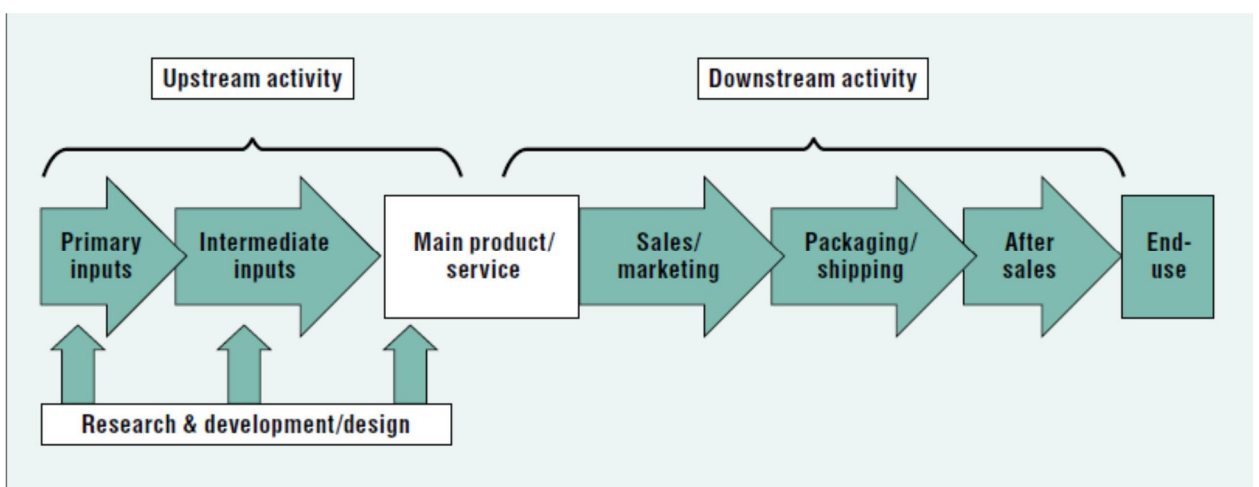 Upstream activity
Downstream activity
Primary
inputs
Intermediate
inputs
Main product/
service
Sales/
marketing
Packaging/
shipping
After
sales
End-
use
Research & development/design